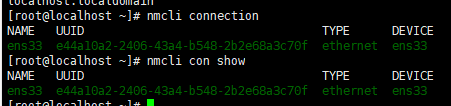 localhost.localdomain
[root@localhost ~]# nmcli connection
NAME   UUID                                  TYPE      DEVICE
ens33  e44a10a2-2406-43a4-b548-2b2e68a3c70f  ethernet  ens33
[root@localhost ~]# nmcli con show
NAME   UUID                                  TYPE      DEVICE
ens33  e44a10a2-2406-43a4-b548-2b2e68a3c70f  ethernet  ens33
[root@localhost ~]#